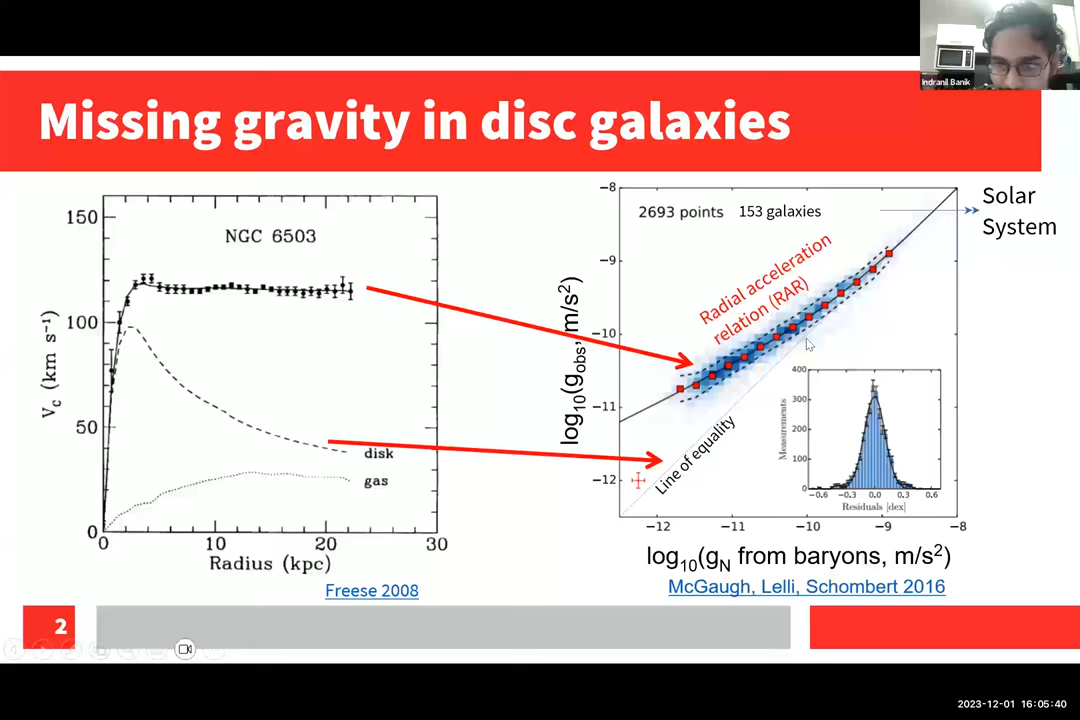 Indranil Banik
Missing gravity in disc galaxies
150
100
50
0
V_c (km s⁻¹)
NGC 6503
disk
gas
0 10 20 30
Radius (kpc)
Freese 2008
-8
-9
-10
-11
-12
log₁₀(g_obs, m/s²)
2693 points 153 galaxies
Solar
System
Radial acceleration
relation (RAR)
Line of equality
400
300
200
100
0
Measurements
-0.6 -0.3 0.0 0.3 0.6
Residuals [dex]
-12 -11 -10 -9 -8
log₁₀(g_N from baryons, m/s²)
McGaugh, Lelli, Schombert 2016
2
2023-12-01 16:05:40